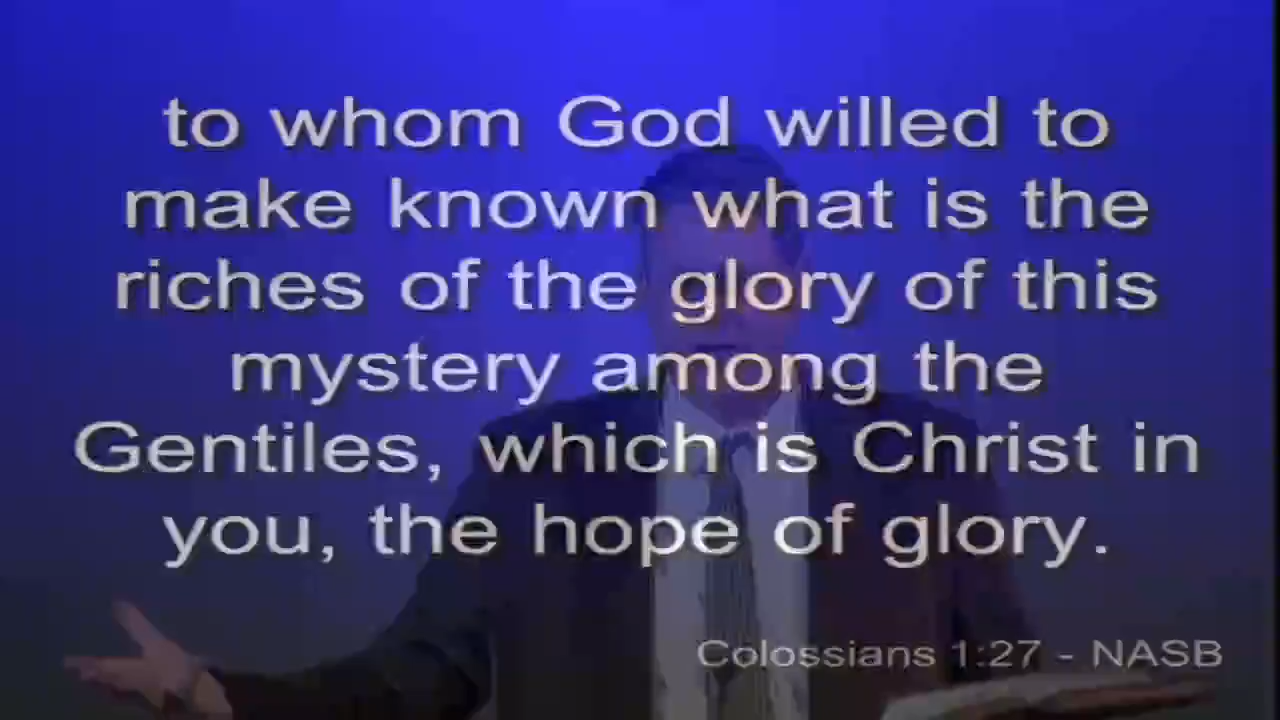 to whom God willed to
make known what is the
riches of the glory of this
mystery among the
Gentiles, which is Christ in
you, the hope of glory.
Colossians 1:27 - NASB